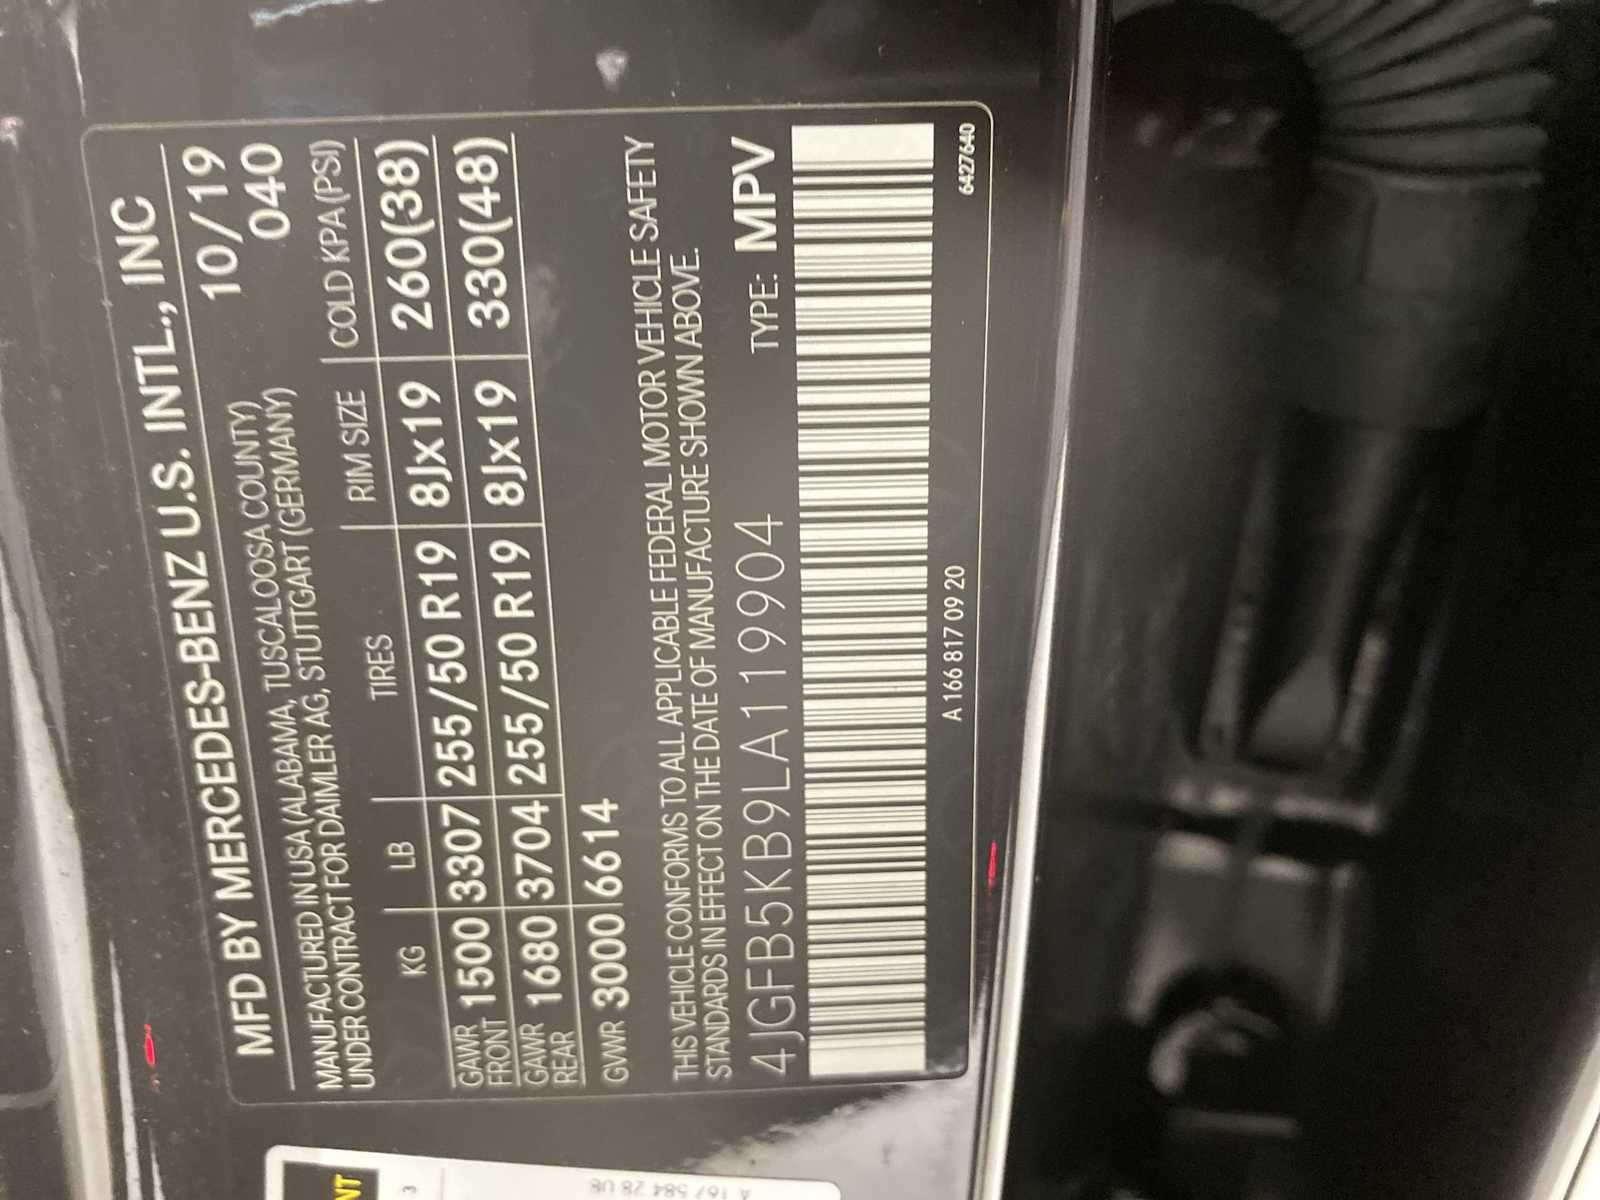 MFD BY MERCEDES-BENZ U.S. INTL., INC
MANUFACTURED IN USA (ALABAMA, TUSCALOOSA COUNTY) 10/19
UNDER CONTRACT FOR DAIMLER AG, STUTTGART (GERMANY) 040
KG LB TIRES RIM SIZE COLD KPA (PSI)
GAWR FRONT 1500 3307 255/50 R19 8Jx19 260(38)
GAWR REAR 1680 3704 255/50 R19 8Jx19 330(48)
GVWR 3000 6614
THIS VEHICLE CONFORMS TO ALL APPLICABLE FEDERAL MOTOR VEHICLE SAFETY
STANDARDS IN EFFECT ON THE DATE OF MANUFACTURE SHOWN ABOVE.
4JGFB5KB9LA119904 TYPE: MPV
A 166 817 09 20 6427640
NT
3
A 167 584 28 08